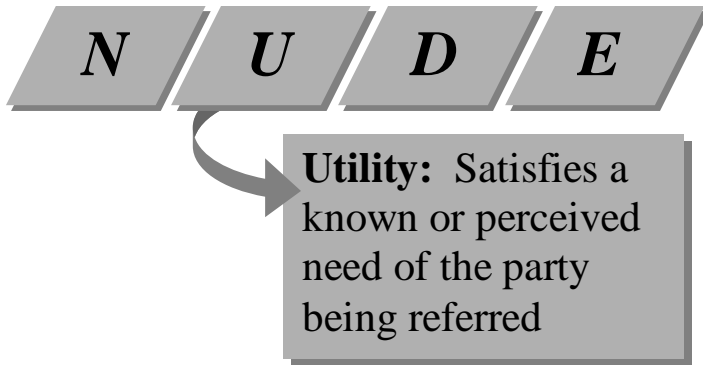 N U D E
Utility: Satisfies a
known or perceived
need of the party
being referred